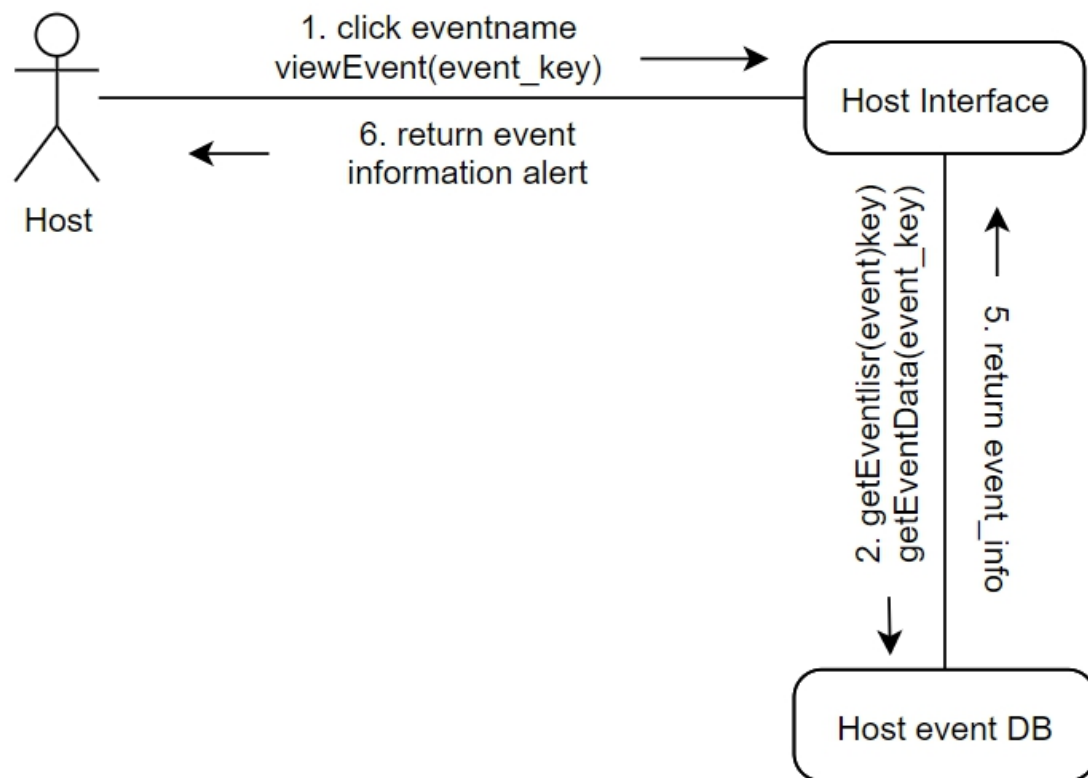 1. click eventname
viewEvent(event_key)
Host Interface
6. return event
information alert
Host
2. getEventlisr(event)key)
getEventData(event_key)
5. return event_info
Host event DB